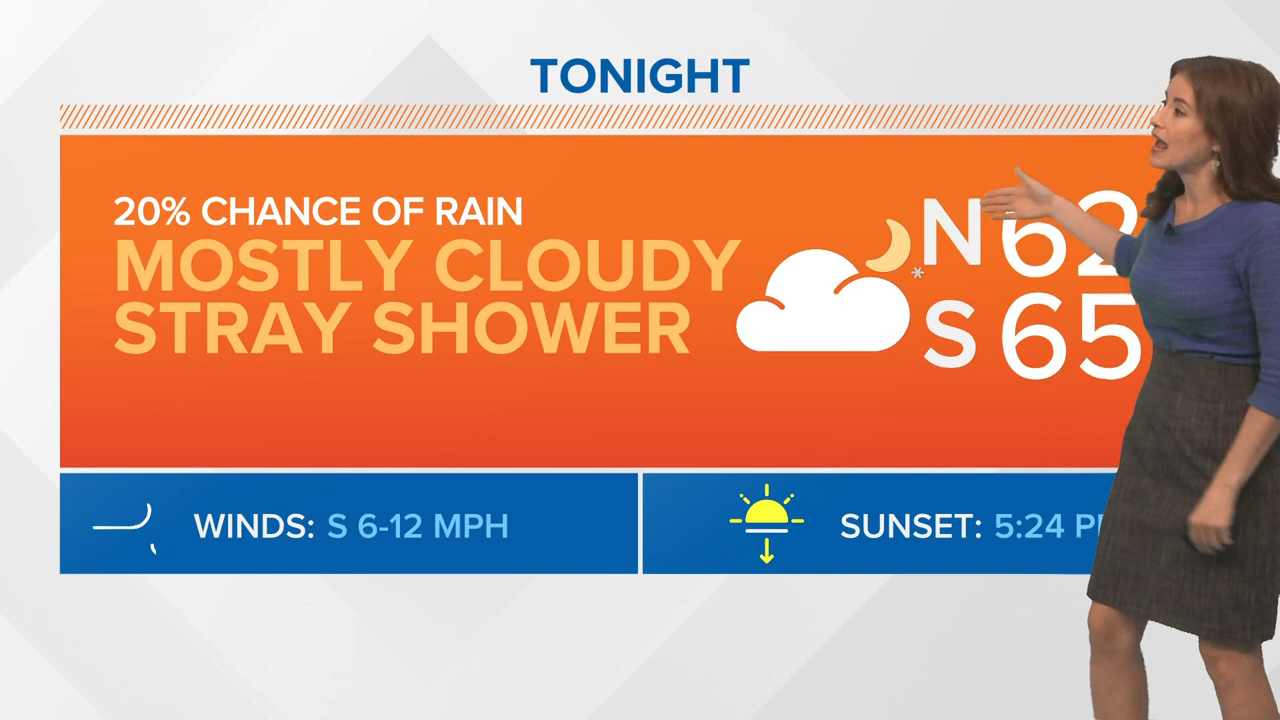 TONIGHT
20% CHANCE OF RAIN
MOSTLY CLOUDY
STRAY SHOWER
N 62
S 65
WINDS: S 6-12 MPH
SUNSET: 5:24